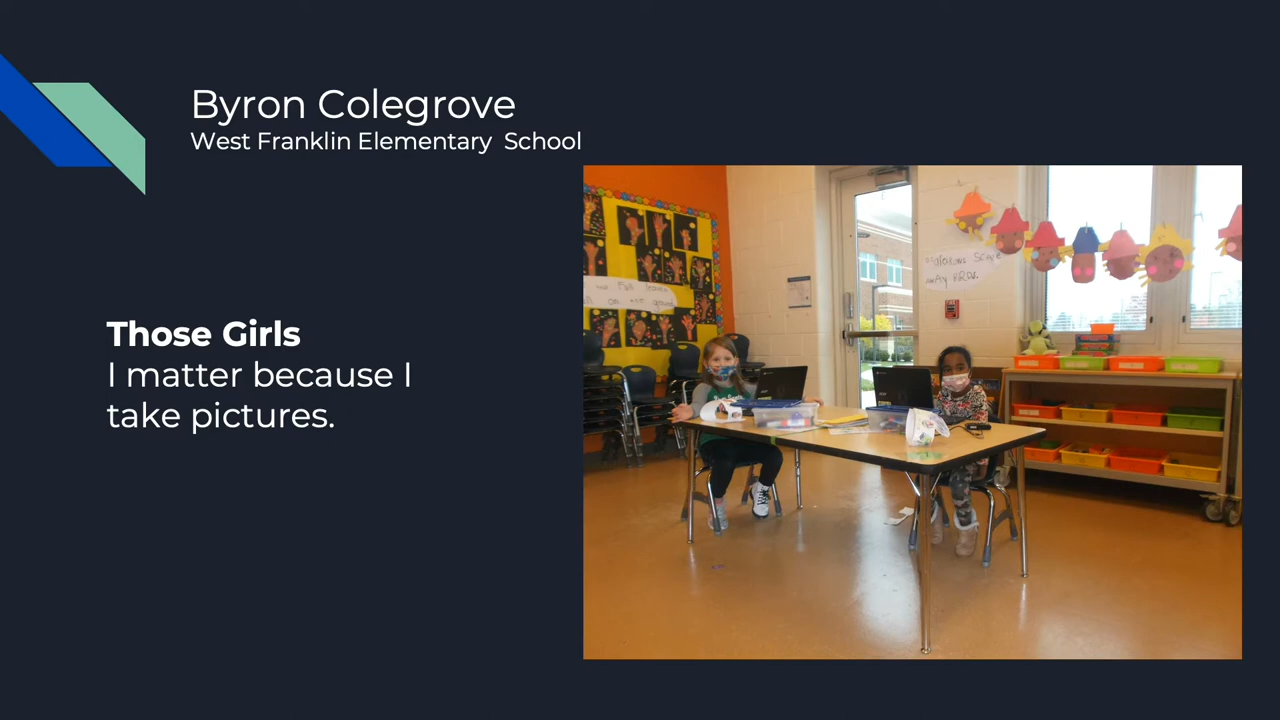 Byron Colegrove
West Franklin Elementary  School
Those Girls
I matter because I
take pictures.